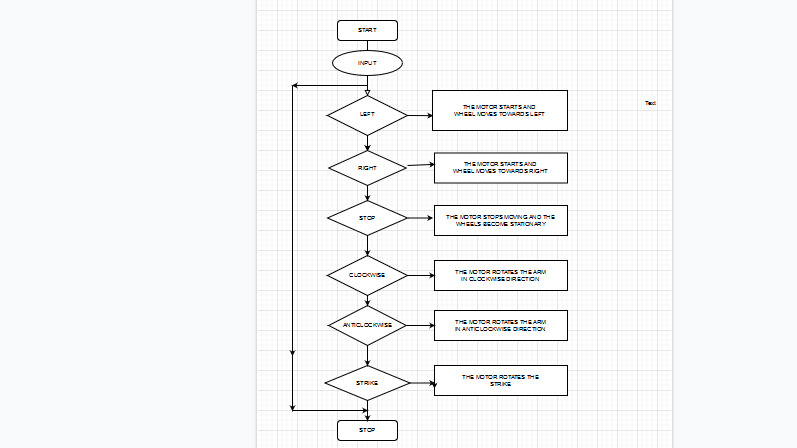 START
INPUT
LEFT
THE MOTOR STARTS AND
WHEEL MOVES TOWARDS LEFT
Text
RIGHT
THE MOTOR STARTS AND
WHEEL MOVES TOWARDS RIGHT
STOP
THE MOTOR STOPS MOVING AND THE
WHEELS BECOME STATIONARY
CLOCKWISE
THE MOTOR ROTATES THE ARM
IN CLOCKWISE DIRECTION
ANTICLOCKWISE
THE MOTOR ROTATES THE ARM
IN ANTICLOCKWISE DIRECTION
STRIKE
THE MOTOR ROTATES THE
STRIKE
STOP